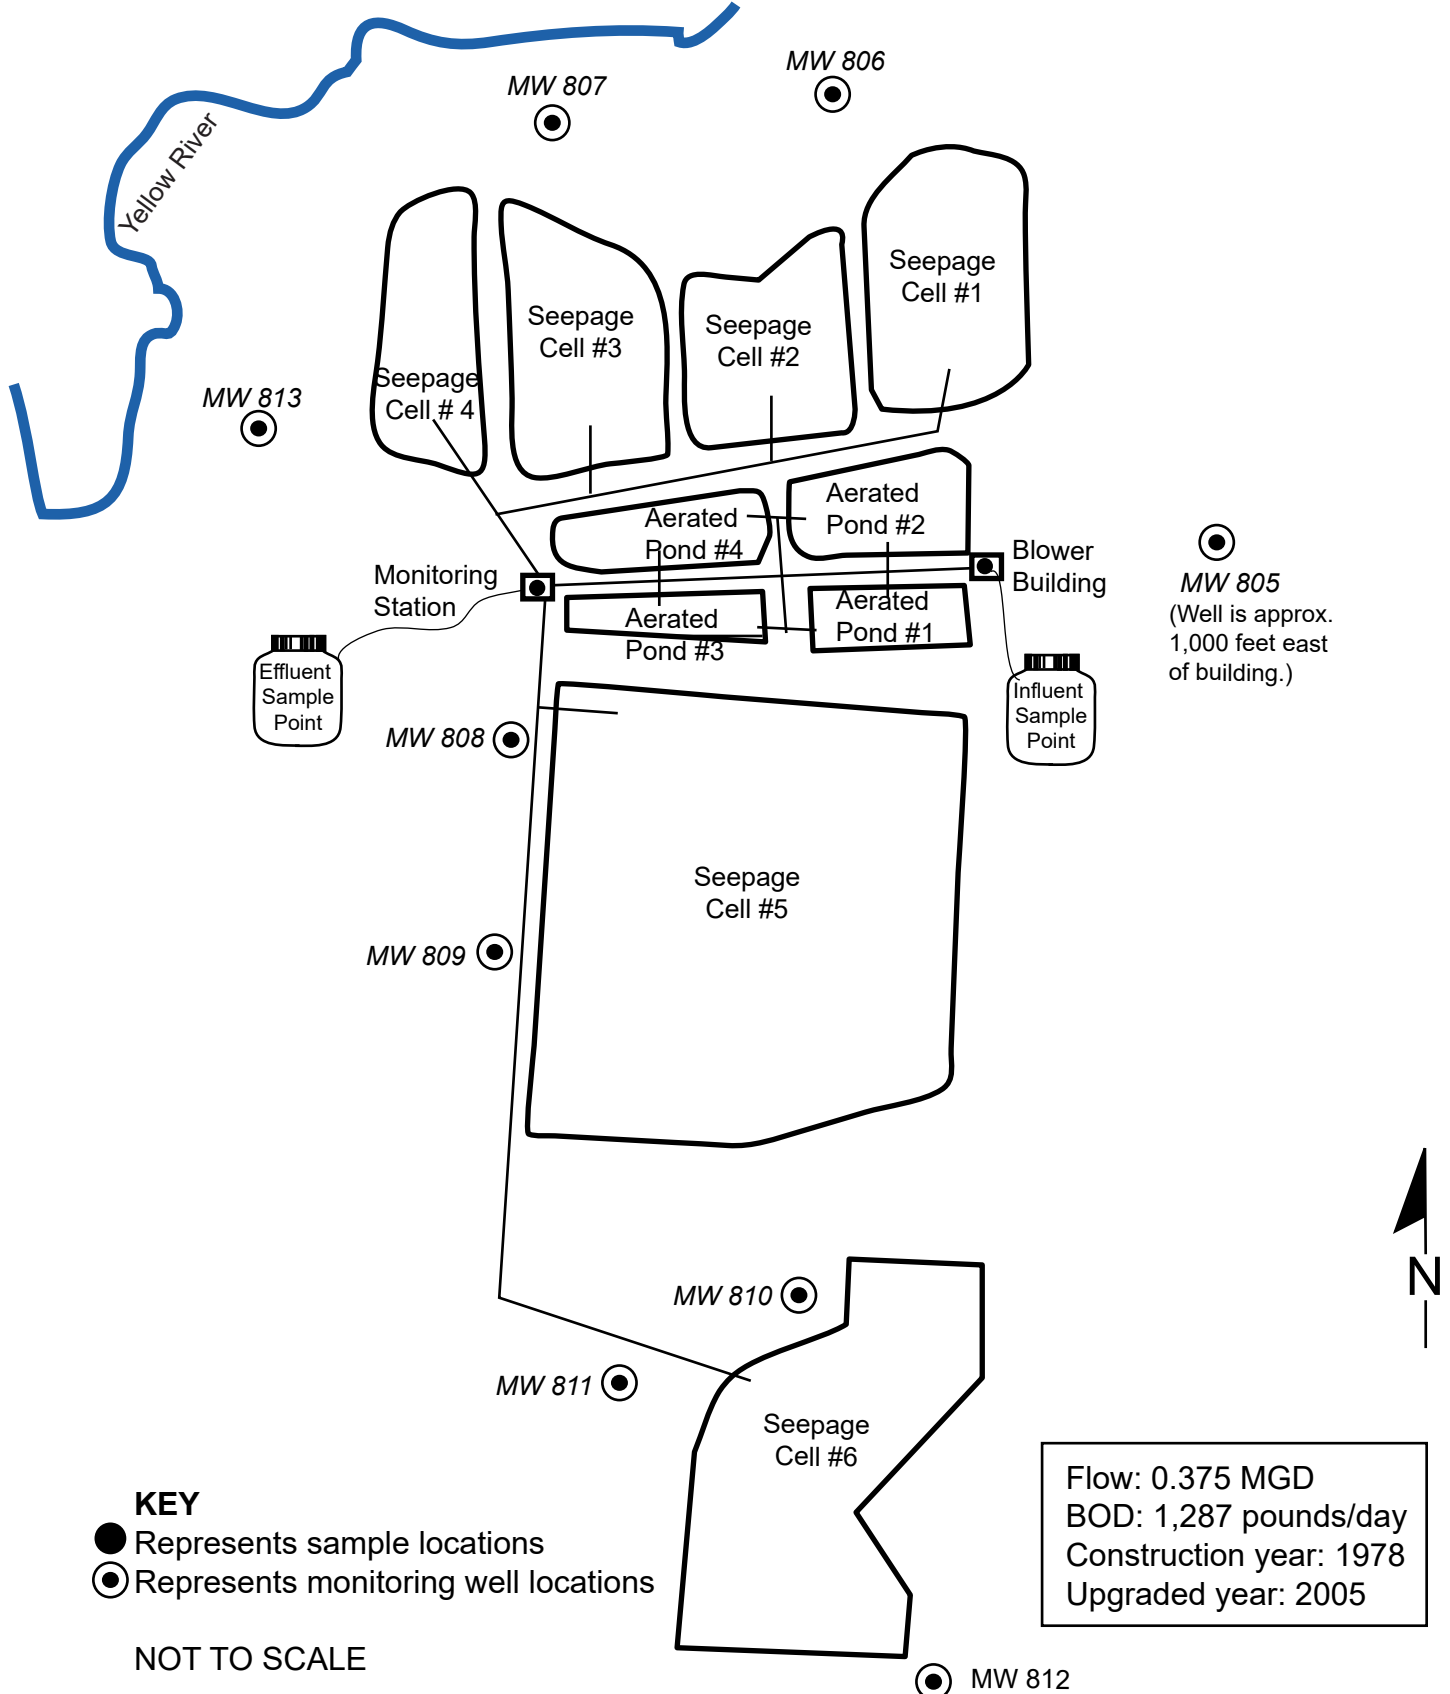 MW 806
MW 807
Yellow River
Seepage
Cell #1
Seepage
Cell #3
Seepage
Cell #2
Seepage
Cell # 4
MW 813
Aerated
Pond #2
Aerated
Pond #4
Blower
Building
MW 805
(Well is approx.
1,000 feet east
of building.)
Monitoring
Station
Aerated
Pond #1
Aerated
Pond #3
Effluent
Sample
Point
Influent
Sample
Point
MW 808
Seepage
Cell #5
MW 809
N
MW 810
MW 811
Seepage
Cell #6
Flow: 0.375 MGD
BOD: 1,287 pounds/day
Construction year: 1978
Upgraded year: 2005
KEY
Represents sample locations
Represents monitoring well locations
NOT TO SCALE
MW 812